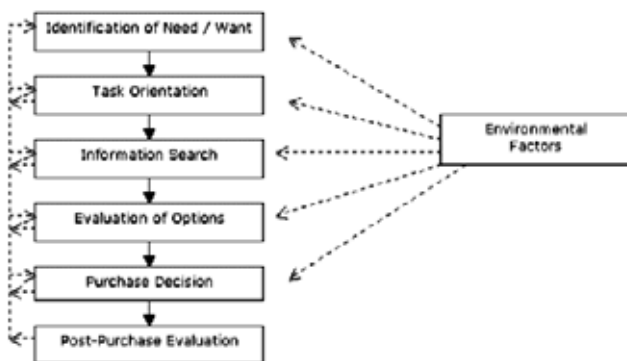 Identification of Need / Want
Task Orientation
Information Search
Evaluation of Options
Purchase Decision
Post-Purchase Evaluation
Environmental
Factors